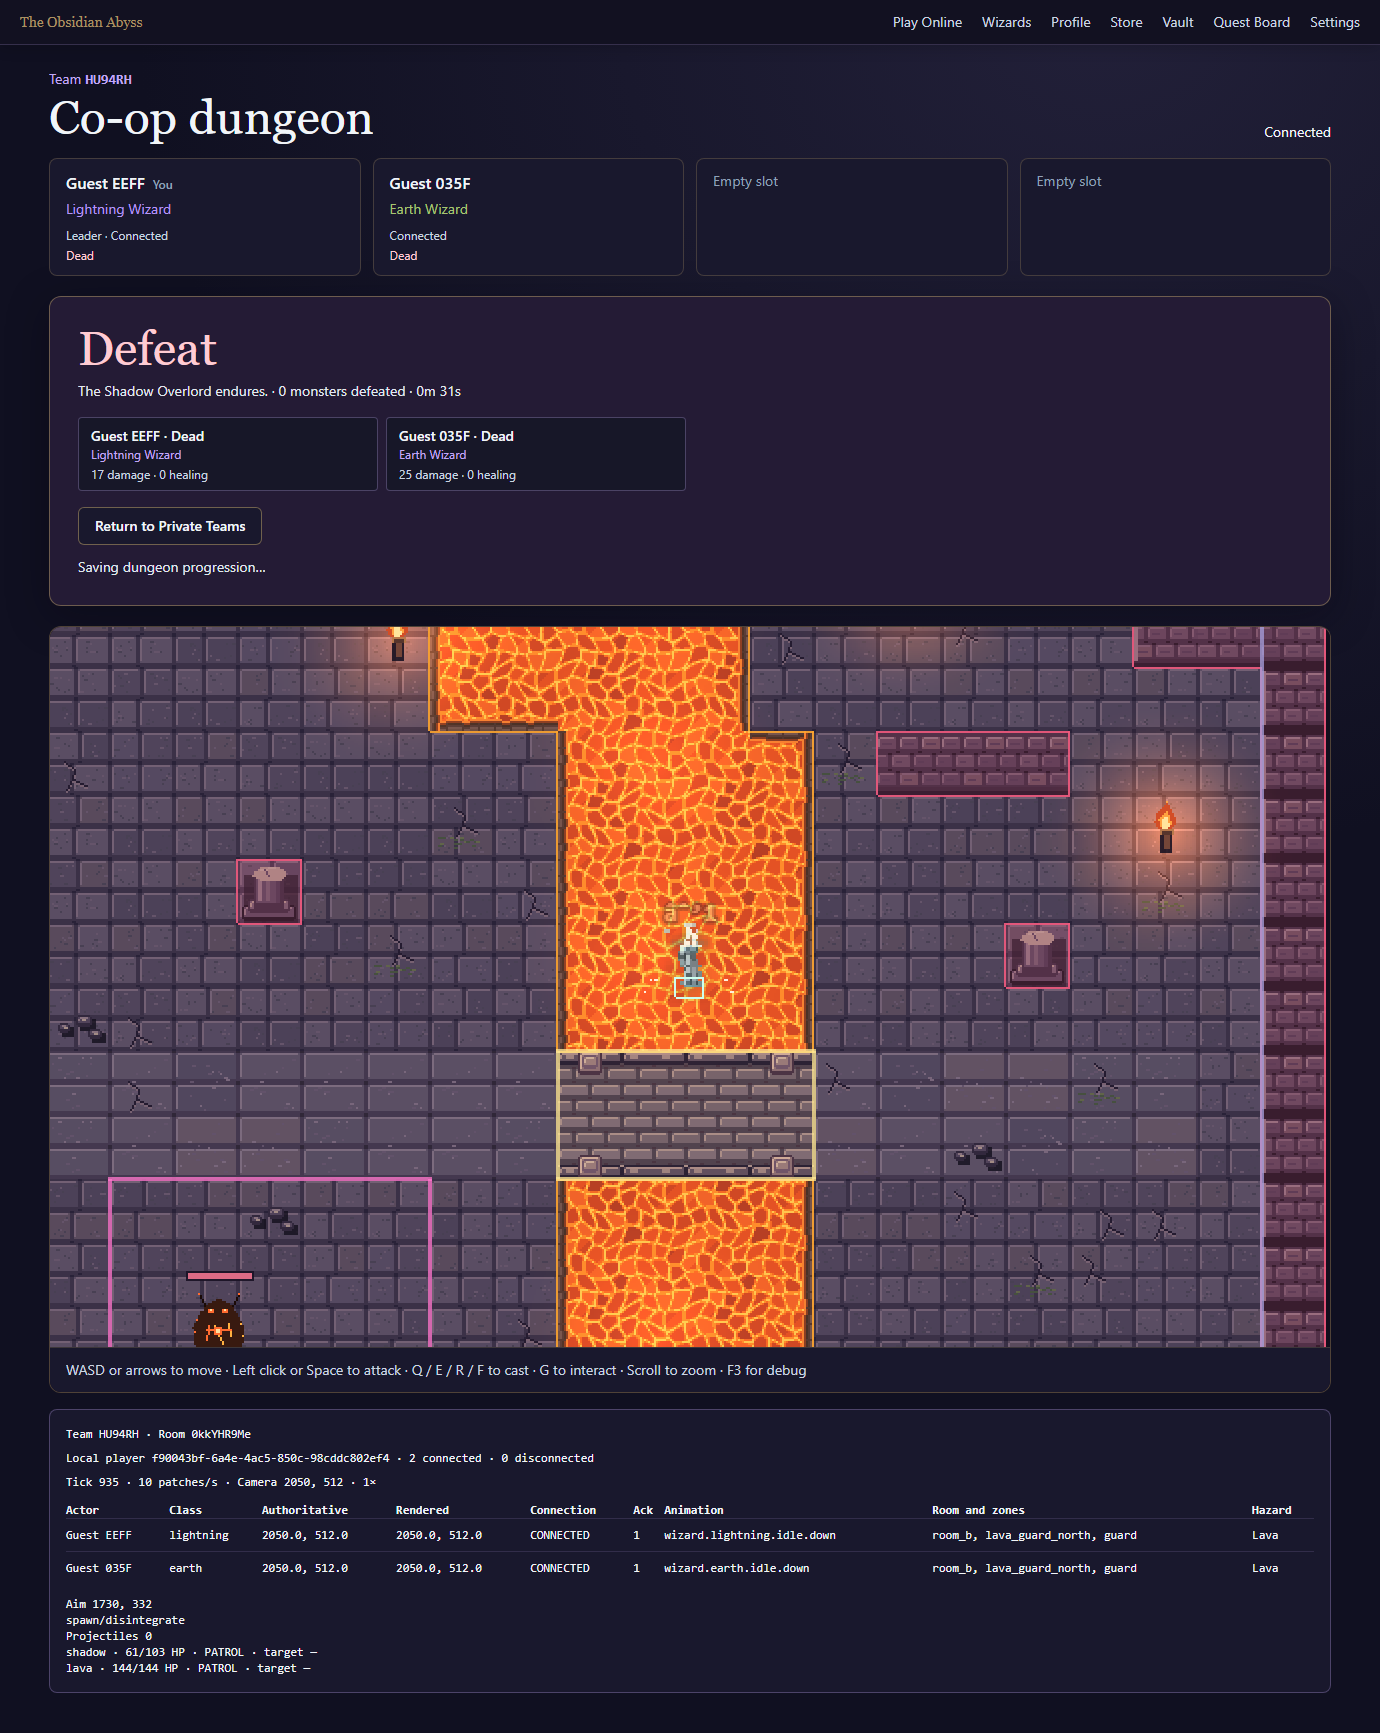 The Obsidian Abyss
Play Online Wizards Profile Store Vault Quest Board Settings
Team HU94RH
Co-op dungeon
Connected
Guest EEFF You
Lightning Wizard
Leader · Connected
Dead
Guest 035F
Earth Wizard
Connected
Dead
Empty slot
Empty slot
Defeat
The Shadow Overlord endures. · 0 monsters defeated · 0m 31s
Guest EEFF · Dead
Lightning Wizard
17 damage · 0 healing
Guest 035F · Dead
Earth Wizard
25 damage · 0 healing
Return to Private Teams
Saving dungeon progression...
WASD or arrows to move · Left click or Space to attack · Q / E / R / F to cast · G to interact · Scroll to zoom · F3 for debug
Team HU94RH · Room 0kkYHR9Me
Local player f90043bf-6a4e-4ac5-850c-98cddc802ef4 · 2 connected · 0 disconnected
Tick 935 · 10 patches/s · Camera 2050, 512 · 1×
Actor Class Authoritative Rendered Connection Ack Animation Room and zones Hazard
Guest EEFF lightning 2050.0, 512.0 2050.0, 512.0 CONNECTED 1 wizard.lightning.idle.down room_b, lava_guard_north, guard Lava
Guest 035F earth 2050.0, 512.0 2050.0, 512.0 CONNECTED 1 wizard.earth.idle.down room_b, lava_guard_north, guard Lava
Aim 1730, 332
spawn/disintegrate
Projectiles 0
shadow · 61/103 HP · PATROL · target —
lava · 144/144 HP · PATROL · target —